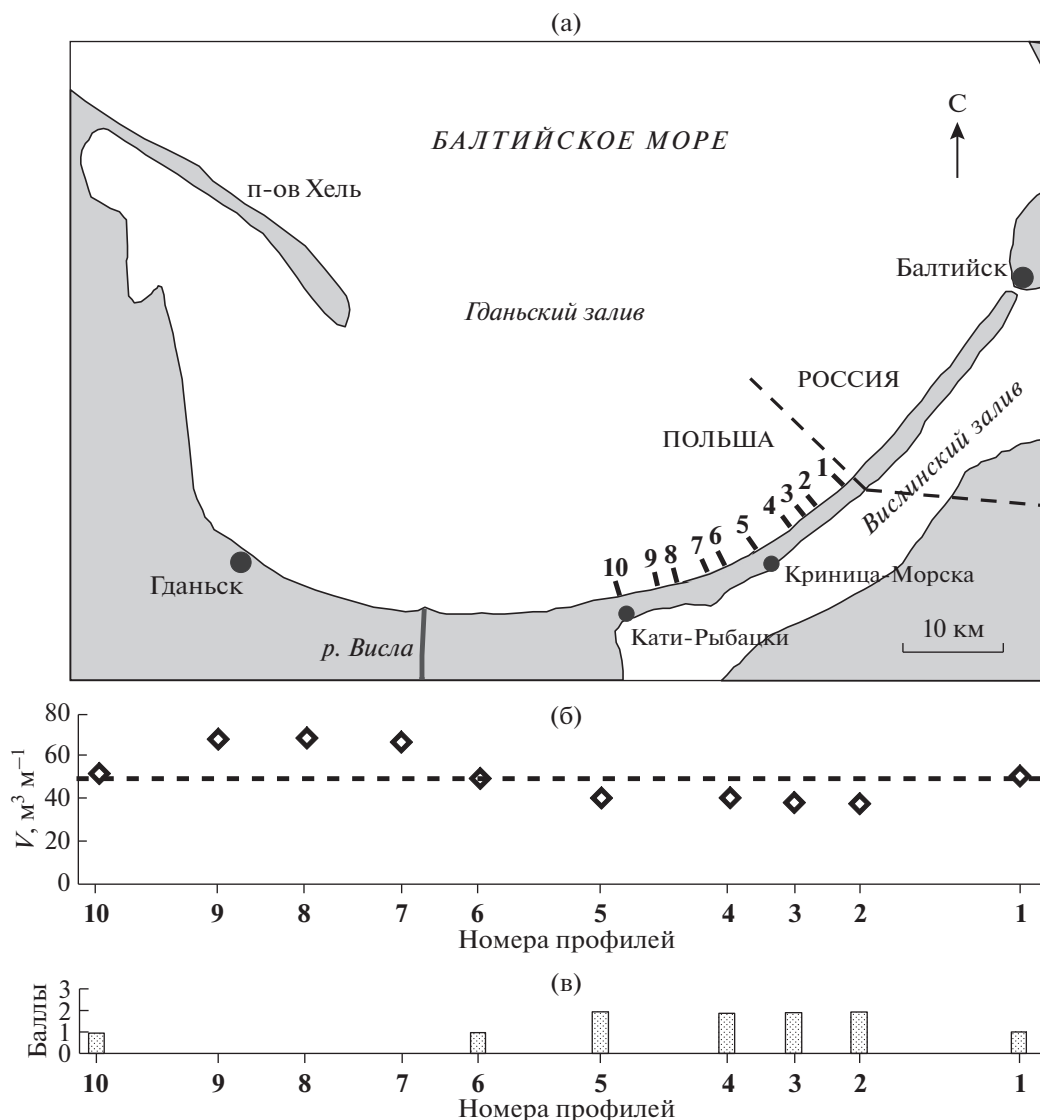 (а)
БАЛТИЙСКОЕ МОРЕ
С
п-ов Хель
Балтийск
Гданьский залив
РОССИЯ
ПОЛЬША
Вислинский залив
1
2
3
4
5
6
7
8
9
10
Гданьск
Криница-Морска
Кати-Рыбацки
р. Висла
10 км
(б)
V, м³ м⁻¹
80
60
40
20
0
10 9 8 7 6 5 4 3 2 1
Номера профилей
(в)
Баллы
3
2
1
0
10 9 8 7 6 5 4 3 2 1
Номера профилей